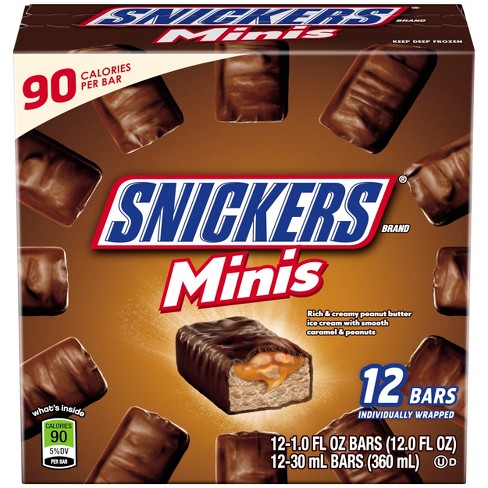 SNICKERS®
BRAND
KEEP DEEP FROZEN
90 CALORIES
PER BAR
SNICKERS®
BRAND
Minis
Rich & creamy peanut butter
ice cream with smooth
caramel & peanuts
12 BARS
INDIVIDUALLY WRAPPED
what's inside
CALORIES
90
5%DV
PER BAR
12-1.0 FL OZ BARS (12.0 FL OZ)
12-30 mL BARS (360 mL) U D